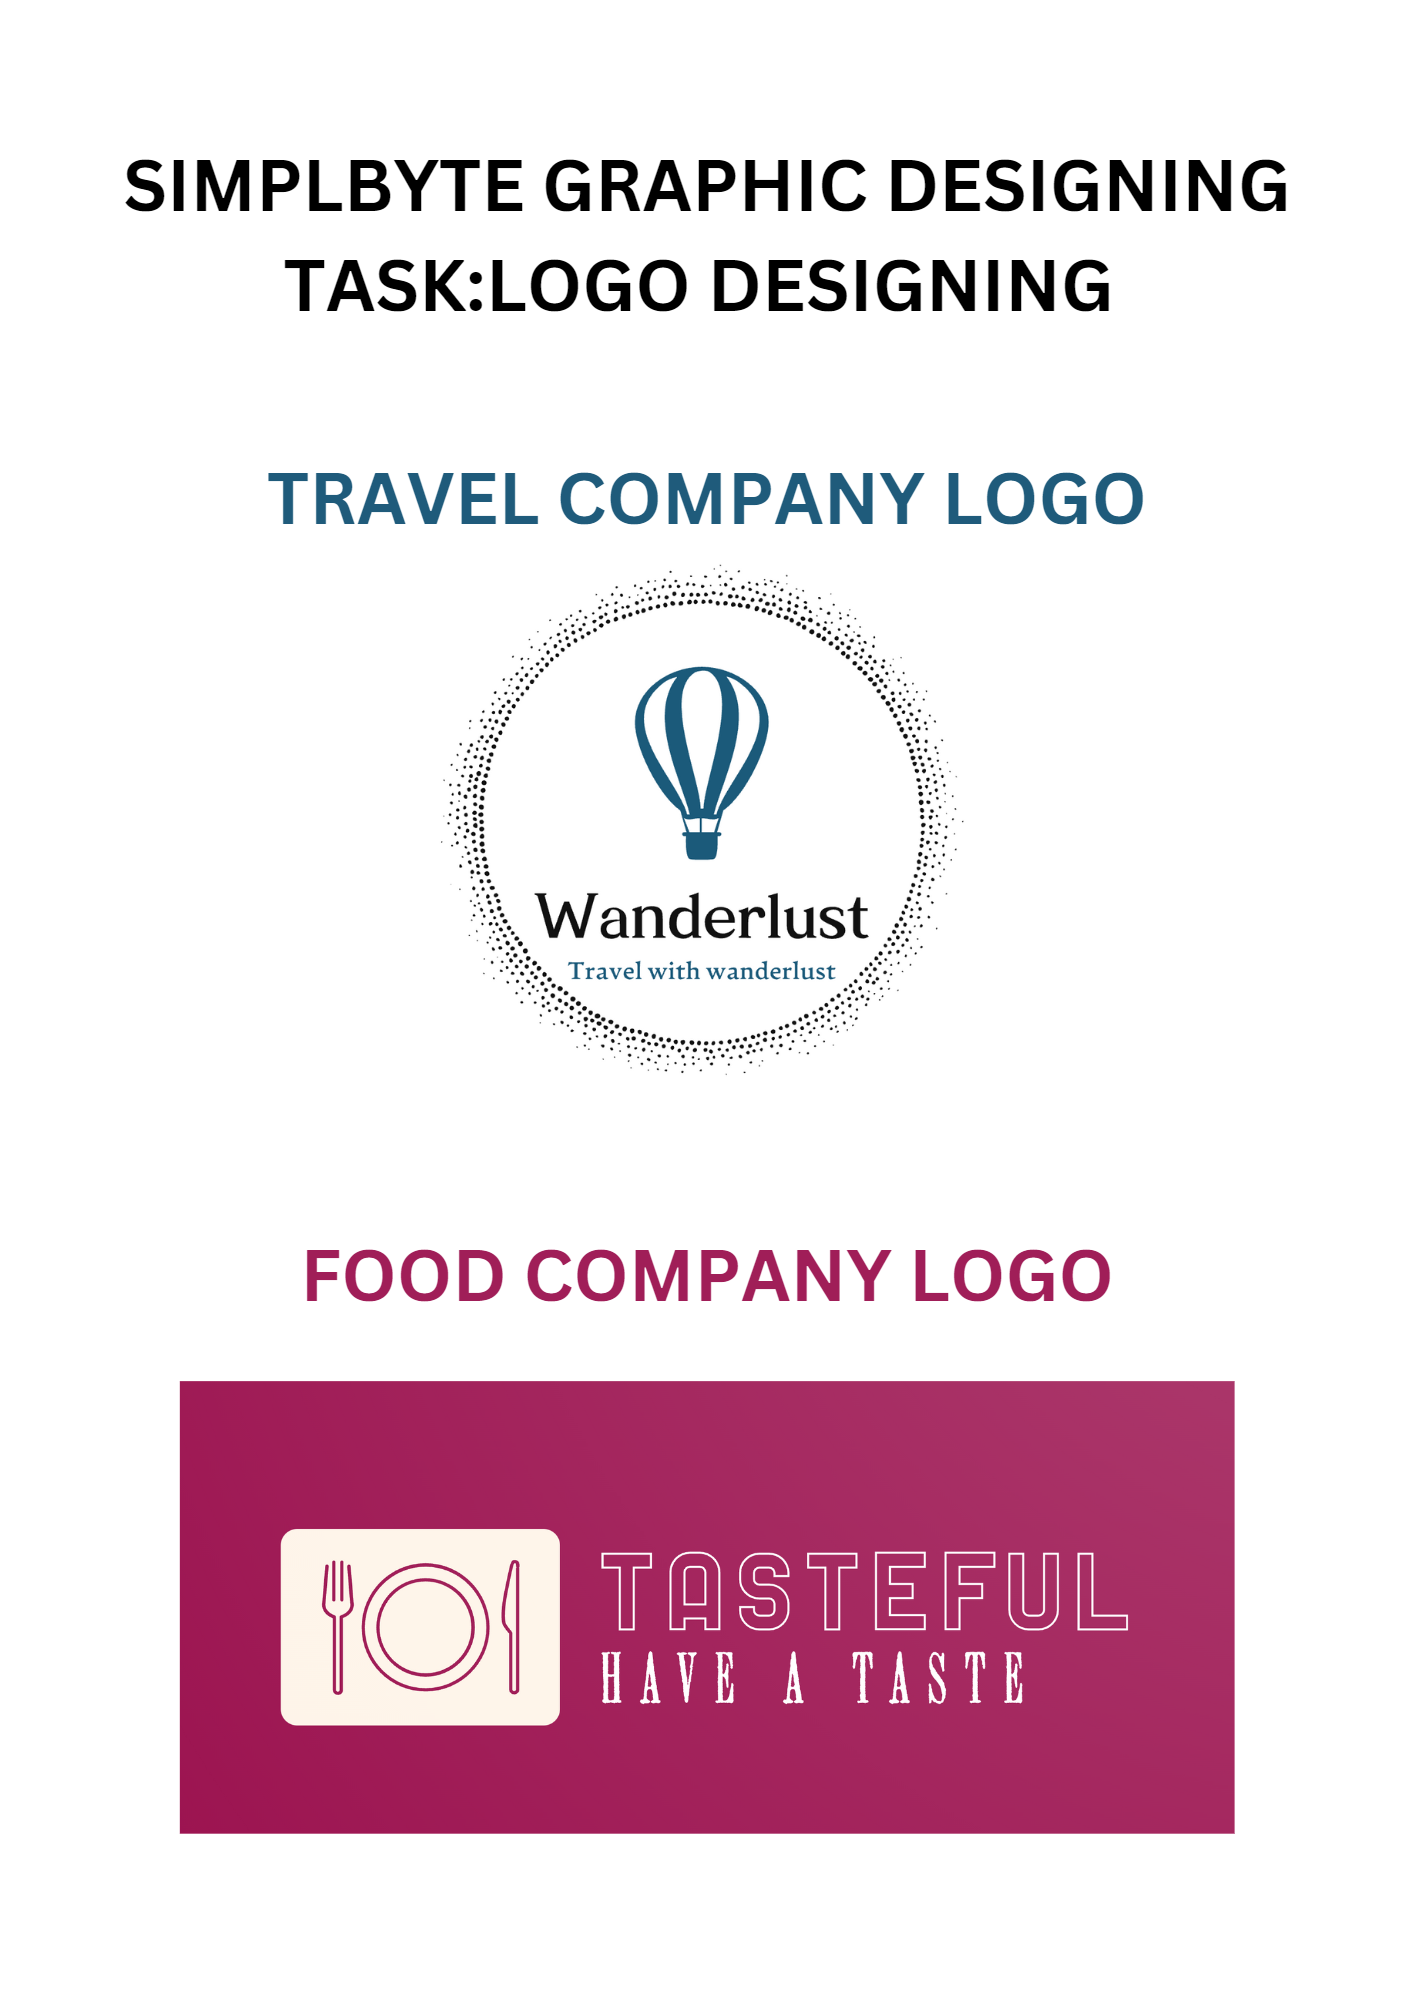 SIMPLBYTE GRAPHIC DESIGNING
TASK:LOGO DESIGNING
TRAVEL COMPANY LOGO
Wanderlust
Travel with wanderlust
FOOD COMPANY LOGO
TASTEFUL
HAVE A TASTE